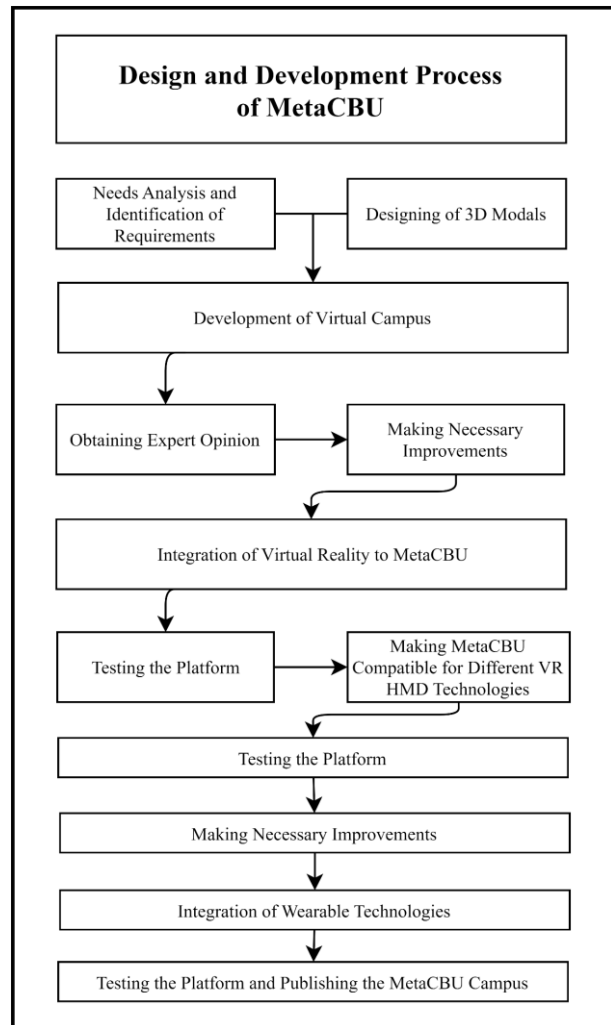 Design and Development Process
of MetaCBU
Needs Analysis and
Identification of
Requirements
Designing of 3D Modals
Development of Virtual Campus
Obtaining Expert Opinion
Making Necessary
Improvements
Integration of Virtual Reality to MetaCBU
Testing the Platform
Making MetaCBU
Compatible for Different VR
HMD Technologies
Testing the Platform
Making Necessary Improvements
Integration of Wearable Technologies
Testing the Platform and Publishing the MetaCBU Campus